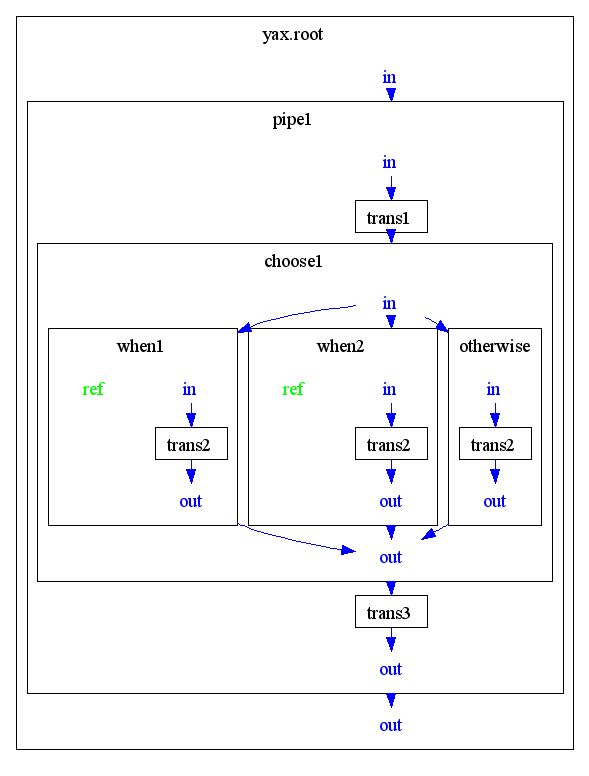 yax.root
in
pipe1
in
trans1
choose1
in
when1 when2 otherwise
ref in ref in in
trans2 trans2 trans2
out out out
out
trans3
out
out